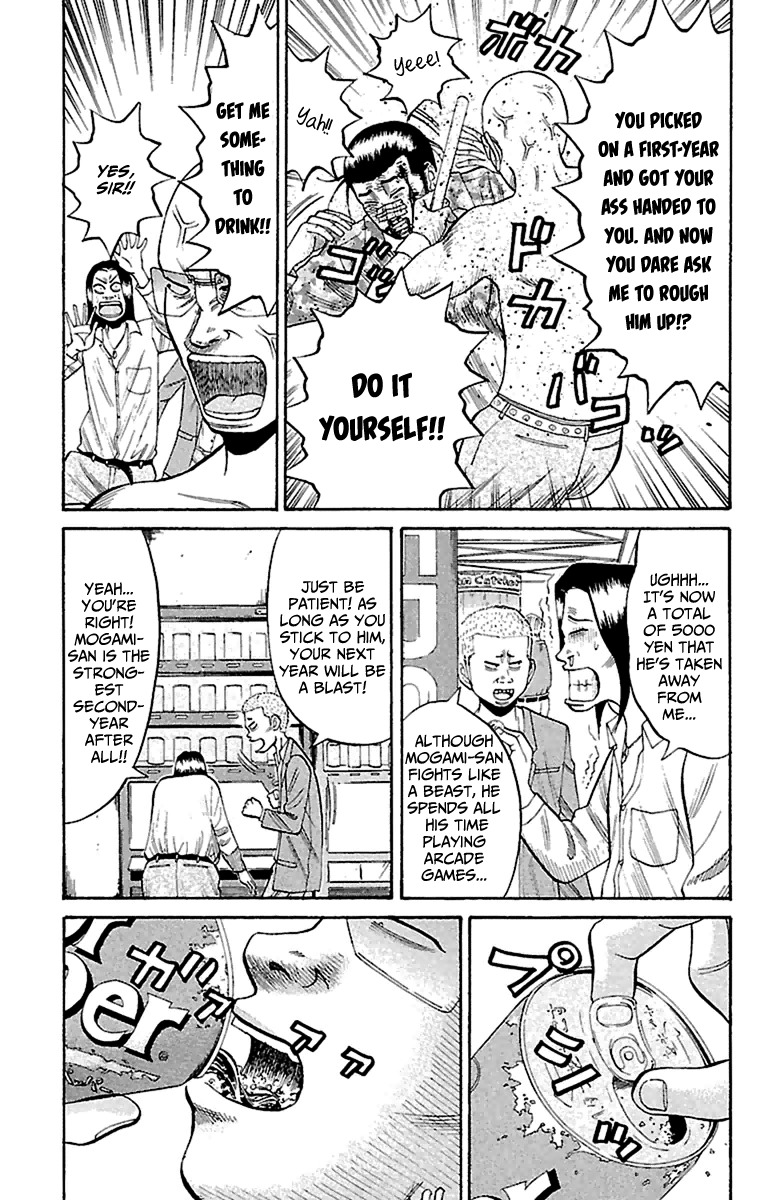 YOU PICKED
ON A FIRST-YEAR
AND GOT YOUR
ASS HANDED TO
YOU. AND NOW
YOU DARE ASK
ME TO ROUGH
HIM UP!?
ボカ
Yeee!
Yah!!
ドカ
ゴッ
バコッ
DO IT
YOURSELF!!
GET ME
SOME-
THING
TO
DRINK!!
YES,
SIR!!
UGHHH...
IT'S NOW
A TOTAL
OF 5000
YEN THAT
HE'S TAKEN
AWAY
FROM
ME...
ALTHOUGH
MOGAMI-SAN
FIGHTS LIKE
A BEAST, HE
SPENDS ALL
HIS TIME
PLAYING
ARCADE
GAMES...
JUST BE
PATIENT! AS
LONG AS YOU
STICK TO HIM,
YOUR NEXT
YEAR WILL BE
A BLAST!
YEAH...
YOU'RE
RIGHT!
MOGAMI-
SAN IS THE
STRONG-
EST
SECOND-
YEAR
AFTER
ALL!!
プシッ
ガァァァァ